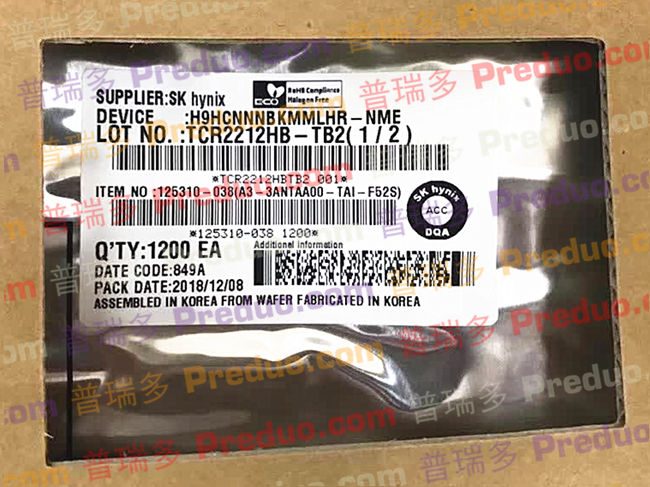 SUPPLIER:SK hynix
ECO
RoHS Compliance
Halogen Free
DEVICE :H9HCNNNBKMMLHR-NME
LOT NO.:TCR2212HB-TB2(1/2)
*TCR2212HBTB2 001*
ITEM NO :125310-038(A3-3ANTAA00-TAI-F52S)
*125310-038 1200*
SK hynix
ACC
DQA
Q'TY:1200 EA
Additional information
DATE CODE:849A
PACK DATE:2018/12/08
ASSEMBLED IN KOREA FROM WAFER FABRICATED IN KOREA
普瑞多 Preduo.com